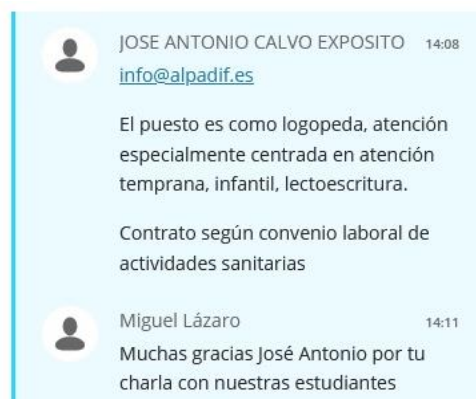 JOSE ANTONIO CALVO EXPOSITO 14:08
info@alpadif.es
El puesto es como logopeda, atención
especialmente centrada en atención
temprana, infantil, lectoescritura.
Contrato según convenio laboral de
actividades sanitarias
Miguel Lázaro 14:11
Muchas gracias José Antonio por tu
charla con nuestras estudiantes